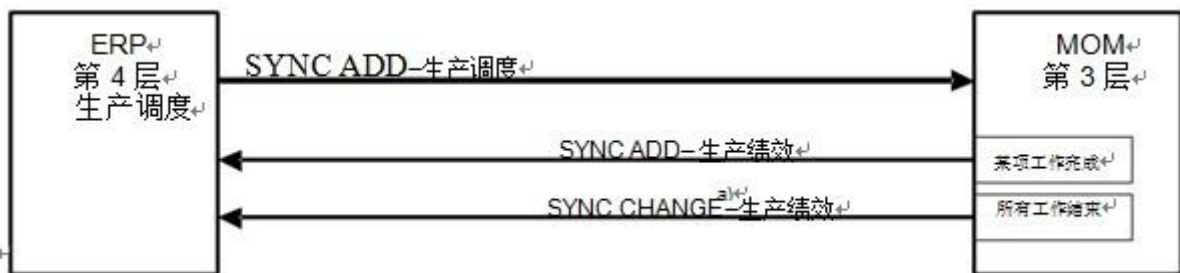 ERP↵
第 4 层↵
生产调度↵
SYNC ADD–生产调度↵
MOM↵
第 3 层↵
SYNC ADD–生产绩效↵
某项工作完成↵
SYNC CHANGE a)↵–生产绩效↵
所有工作结束↵
↵